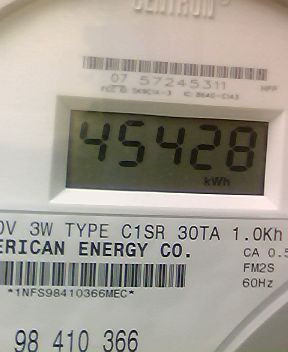 CENTRON®
07 57245311
45428
kWh
3W TYPE C1SR 30TA 1.0Kh
ERICAN ENERGY CO.
CA 0.5
FM2S
60Hz
*1NFS98410366MEC*
98 410 366